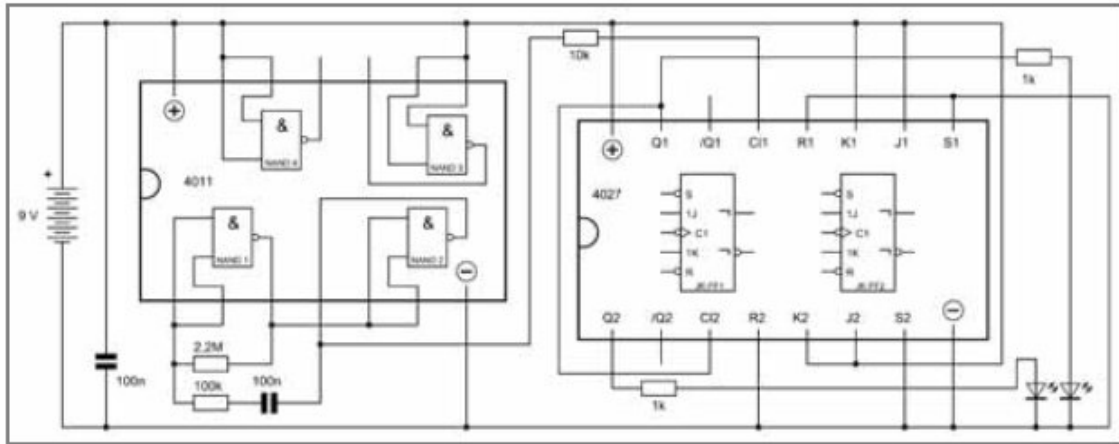 10k
1k
+
&
&
NAND 4
NAND 3
4011
+
9 V
&
&
NAND 1
NAND 2
−
2,2M
100k
100n
100n
+
Q1 /Q1 Cl1 R1 K1 J1 S1
4027
S
1J
C1
1K
R
JK-FF1
S
1J
C1
1K
R
JK-FF2
−
Q2 /Q2 Cl2 R2 K2 J2 S2
1k